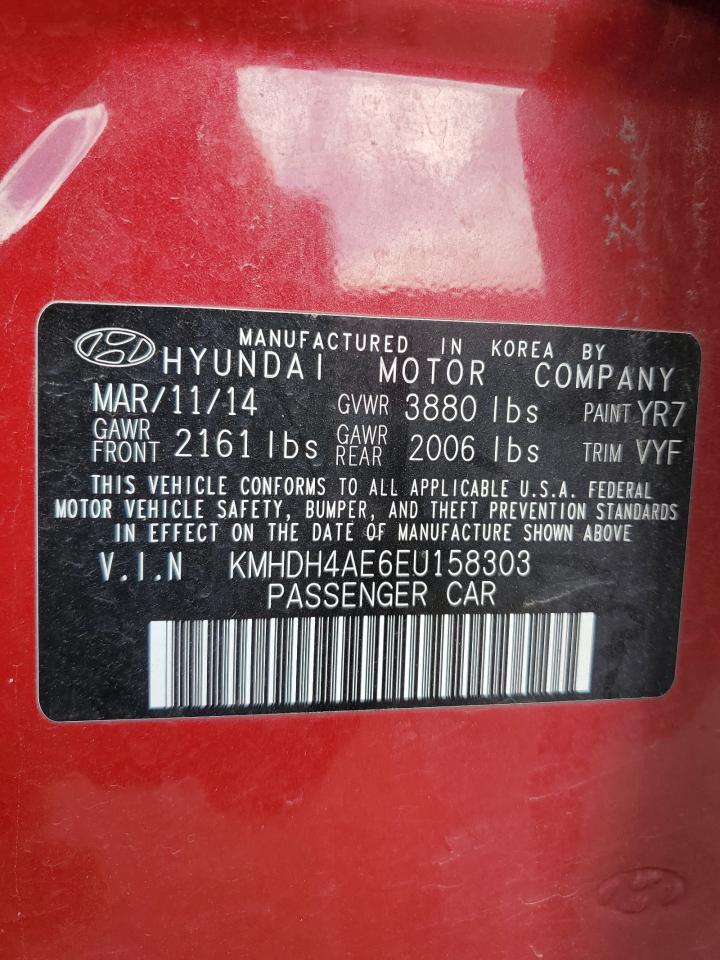 MANUFACTURED IN KOREA BY
HYUNDAI MOTOR COMPANY
MAR/11/14 GVWR 3880 lbs PAINT YR7
GAWR FRONT 2161 lbs GAWR REAR 2006 lbs TRIM VYF
THIS VEHICLE CONFORMS TO ALL APPLICABLE U.S.A. FEDERAL
MOTOR VEHICLE SAFETY, BUMPER, AND THEFT PREVENTION STANDARDS
IN EFFECT ON THE DATE OF MANUFACTURE SHOWN ABOVE
V.I.N KMHDH4AE6EU158303
PASSENGER CAR